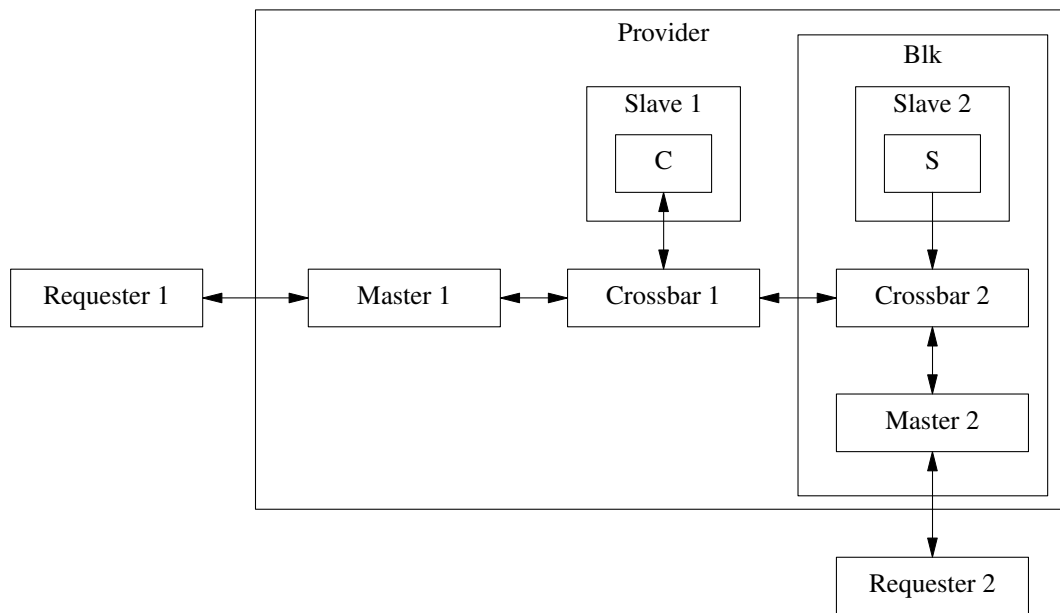 Provider
Blk
Slave 1
Slave 2
C
S
Requester 1
Master 1
Crossbar 1
Crossbar 2
Master 2
Requester 2